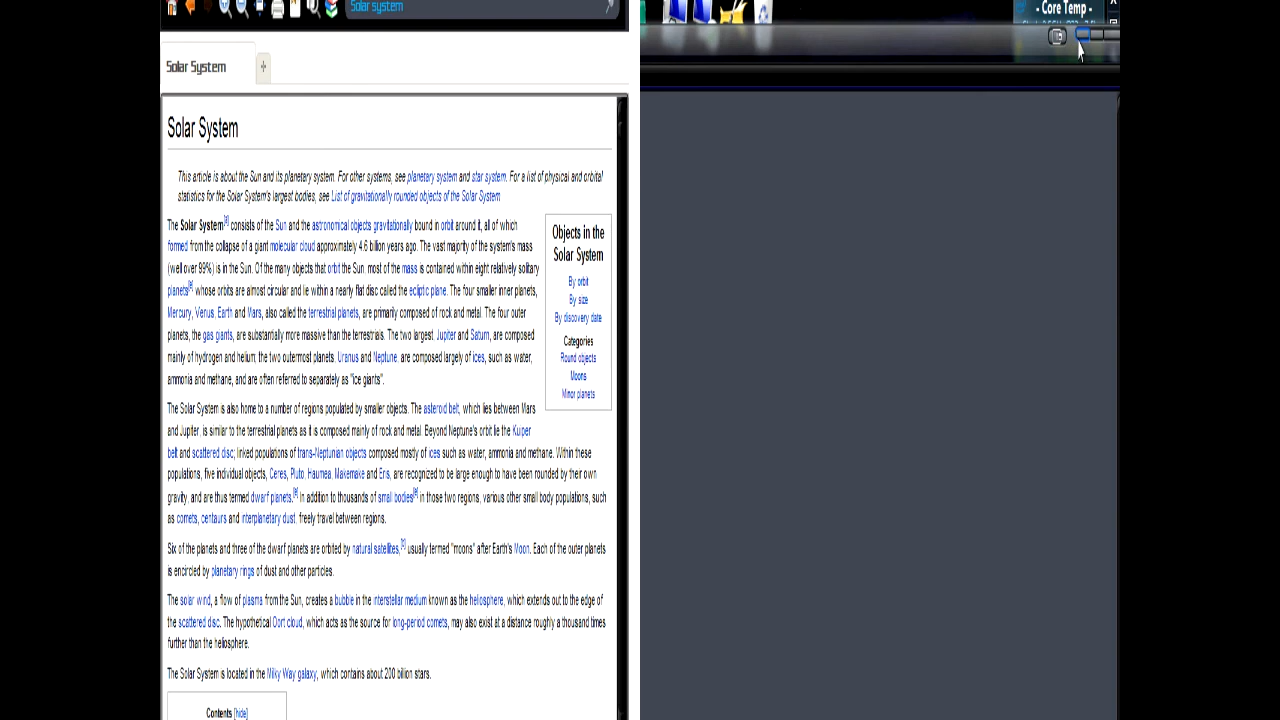 Solar system
Solar System
+
Solar System
This article is about the Sun and its planetary system. For other systems, see planetary system and star system. For a list of physical and orbital
statistics for the Solar System's largest bodies, see List of gravitationally rounded objects of the Solar System
The Solar System[a] consists of the Sun and the astronomical objects gravitationally bound in orbit around it, all of which
formed from the collapse of a giant molecular cloud approximately 4.6 billion years ago. The vast majority of the system's mass
(well over 99%) is in the Sun. Of the many objects that orbit the Sun, most of the mass is contained within eight relatively solitary
planets[e] whose orbits are almost circular and lie within a nearly flat disc called the ecliptic plane. The four smaller inner planets,
Mercury, Venus, Earth and Mars, also called the terrestrial planets, are primarily composed of rock and metal. The four outer
planets, the gas giants, are substantially more massive than the terrestrials. The two largest, Jupiter and Saturn, are composed
mainly of hydrogen and helium; the two outermost planets, Uranus and Neptune, are composed largely of ices, such as water,
ammonia and methane, and are often referred to separately as "ice giants".
Objects in the
Solar System
By orbit
By size
By discovery date
Categories
Round objects
Moons
Minor planets
The Solar System is also home to a number of regions populated by smaller objects. The asteroid belt, which lies between Mars
and Jupiter, is similar to the terrestrial planets as it is composed mainly of rock and metal. Beyond Neptune's orbit lie the Kuiper
belt and scattered disc; linked populations of trans-Neptunian objects composed mostly of ices such as water, ammonia and methane. Within these
populations, five individual objects, Ceres, Pluto, Haumea, Makemake and Eris, are recognized to be large enough to have been rounded by their own
gravity, and are thus termed dwarf planets.[e] In addition to thousands of small bodies[e] in those two regions, various other small body populations, such
as comets, centaurs and interplanetary dust, freely travel between regions.
Six of the planets and three of the dwarf planets are orbited by natural satellites, usually termed "moons" after Earth's Moon. Each of the outer planets
is encircled by planetary rings of dust and other particles.
The solar wind, a flow of plasma from the Sun, creates a bubble in the interstellar medium known as the heliosphere, which extends out to the edge of
the scattered disc. The hypothetical Oort cloud, which acts as the source for long-period comets, may also exist at a distance roughly a thousand times
further than the heliosphere.
The Solar System is located in the Milky Way galaxy, which contains about 200 billion stars.
Contents [hide]
- Core Temp -